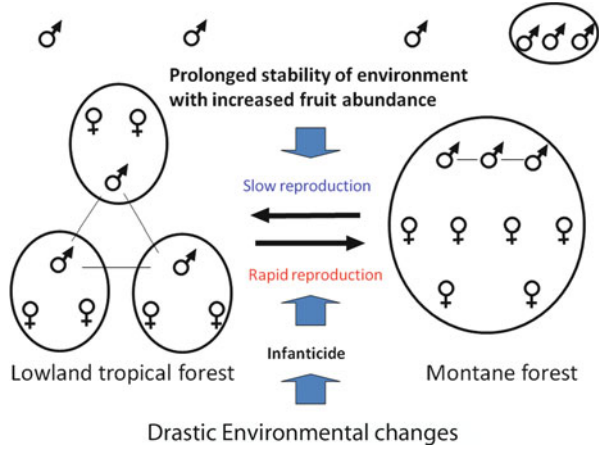 Prolonged stability of environment
with increased fruit abundance
Slow reproduction
Rapid reproduction
Infanticide
Lowland tropical forest
Montane forest
Drastic Environmental changes